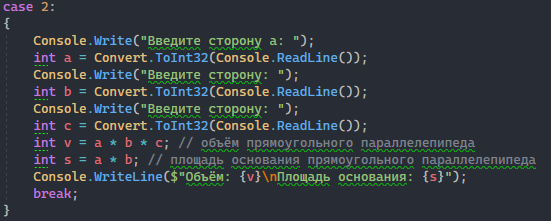 case 2:
{
Console.Write("Введите сторону a: ");
int a = Convert.ToInt32(Console.ReadLine());
Console.Write("Введите сторону: ");
int b = Convert.ToInt32(Console.ReadLine());
Console.Write("Введите сторону: ");
int c = Convert.ToInt32(Console.ReadLine());
int v = a * b * c; // объём прямоугольного параллелепипеда
int s = a * b; // площадь основания прямоугольного параллелепипеда
Console.WriteLine($"Объём: {v}\nПлощадь основания: {s}");
break;
}